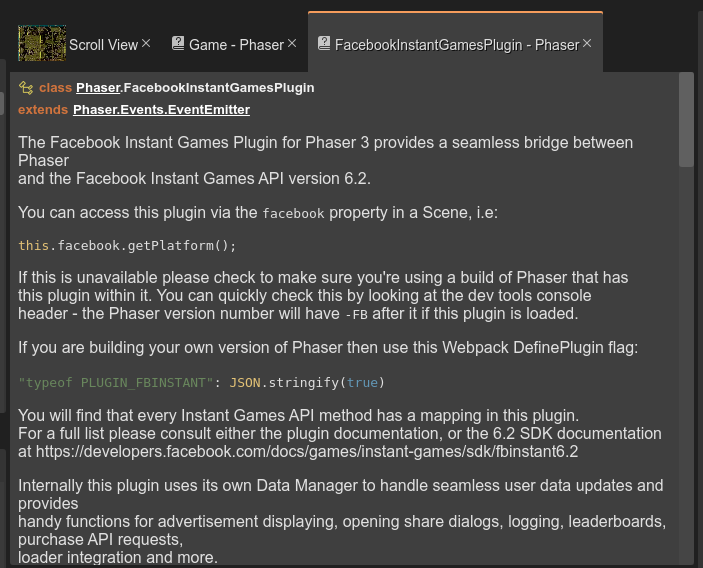 Scroll View × Game - Phaser × FacebookInstantGamesPlugin - Phaser ×
class Phaser.FacebookInstantGamesPlugin
extends Phaser.Events.EventEmitter
The Facebook Instant Games Plugin for Phaser 3 provides a seamless bridge between
Phaser
and the Facebook Instant Games API version 6.2.
You can access this plugin via the facebook property in a Scene, i.e:
this.facebook.getPlatform();
If this is unavailable please check to make sure you're using a build of Phaser that has
this plugin within it. You can quickly check this by looking at the dev tools console
header - the Phaser version number will have -FB after it if this plugin is loaded.
If you are building your own version of Phaser then use this Webpack DefinePlugin flag:
"typeof PLUGIN_FBINSTANT": JSON.stringify(true)
You will find that every Instant Games API method has a mapping in this plugin.
For a full list please consult either the plugin documentation, or the 6.2 SDK documentation
at https://developers.facebook.com/docs/games/instant-games/sdk/fbinstant6.2
Internally this plugin uses its own Data Manager to handle seamless user data updates and
provides
handy functions for advertisement displaying, opening share dialogs, logging, leaderboards,
purchase API requests,
loader integration and more.